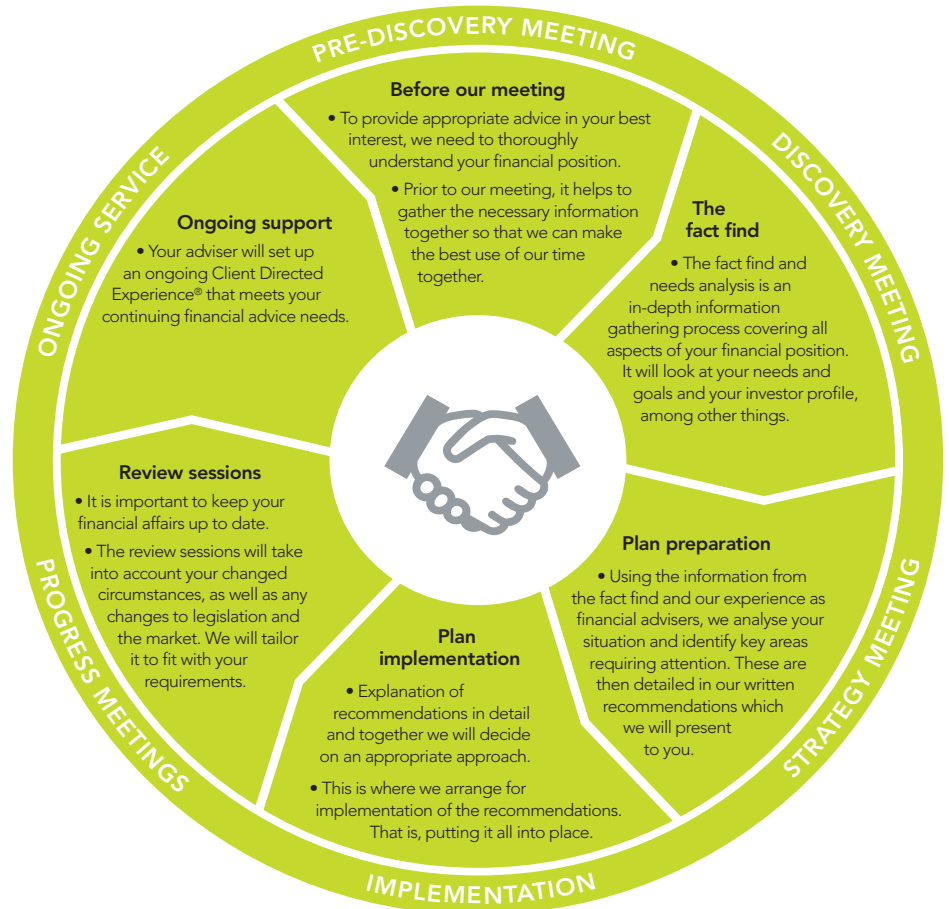 PRE-DISCOVERY MEETING
Before our meeting
• To provide appropriate advice in your best
interest, we need to thoroughly
understand your financial position.
• Prior to our meeting, it helps to
gather the necessary information
together so that we can make
the best use of our time
together.
DISCOVERY MEETING
The
fact find
• The fact find and
needs analysis is an
in-depth information
gathering process covering all
aspects of your financial position.
It will look at your needs and
goals and your investor profile,
among other things.
STRATEGY MEETING
Plan preparation
• Using the information from
the fact find and our experience as
financial advisers, we analyse your
situation and identify key areas
requiring attention. These are
then detailed in our written
recommendations which
we will present
to you.
IMPLEMENTATION
Plan
implementation
• Explanation of
recommendations in detail
and together we will decide
on an appropriate approach.
• This is where we arrange for
implementation of the recommendations.
That is, putting it all into place.
PROGRESS MEETINGS
Review sessions
• It is important to keep your
financial affairs up to date.
• The review sessions will take
into account your changed
circumstances, as well as any
changes to legislation and
the market. We will tailor
it to fit with your
requirements.
ONGOING SERVICE
Ongoing support
• Your adviser will set up
an ongoing Client Directed
Experience® that meets your
continuing financial advice needs.